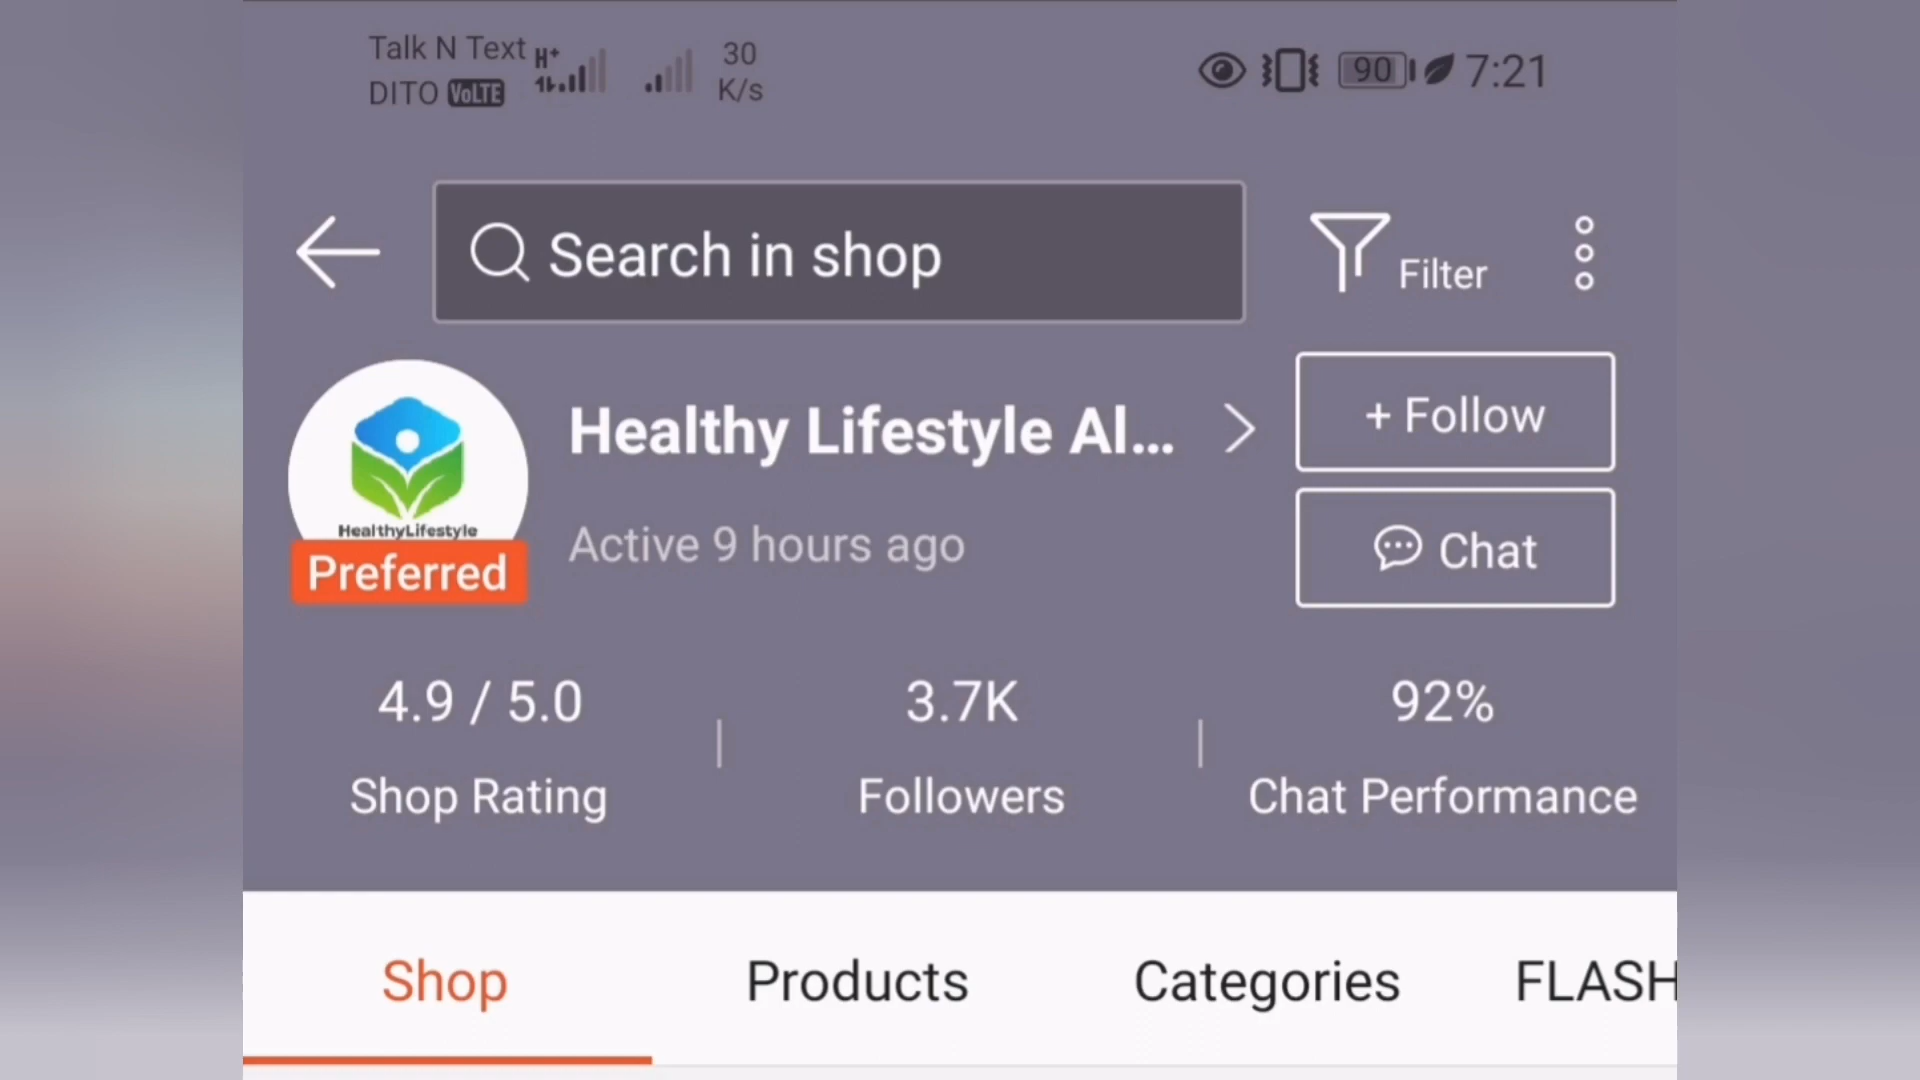 Talk N Text H+
DITO VoLTE
30
K/s
90 7:21
Search in shop
Filter
Healthy Lifestyle Al...
+ Follow
Active 9 hours ago
Chat
HealthyLifestyle
Preferred
4.9 / 5.0
3.7K
92%
Shop Rating
Followers
Chat Performance
Shop
Products
Categories
FLASH